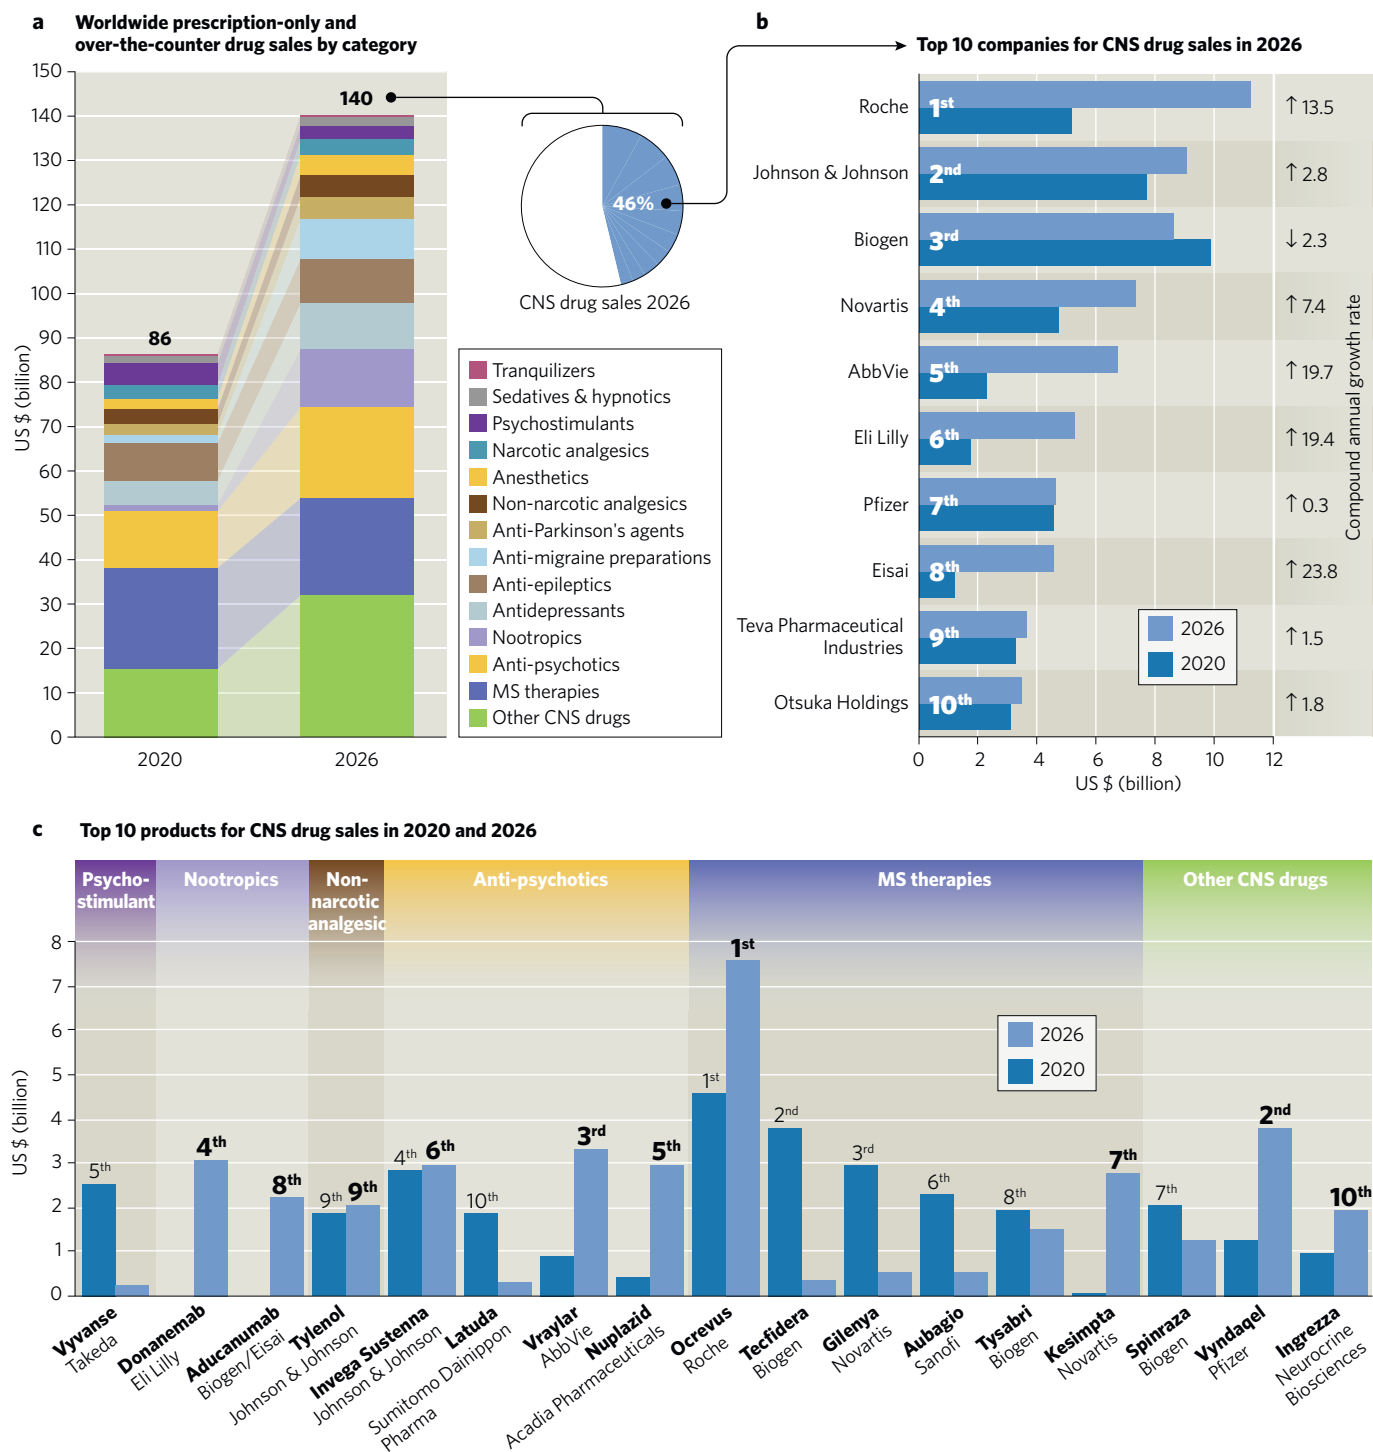 a
Worldwide prescription-only and
over-the-counter drug sales by category
150
140
130
120
110
100
90
80
70
60
50
40
30
20
10
0
US $ (billion)
86
140
2020
2026
46%
CNS drug sales 2026
Tranquilizers
Sedatives & hypnotics
Psychostimulants
Narcotic analgesics
Anesthetics
Non-narcotic analgesics
Anti-Parkinson's agents
Anti-migraine preparations
Anti-epileptics
Antidepressants
Nootropics
Anti-psychotics
MS therapies
Other CNS drugs
b
Top 10 companies for CNS drug sales in 2026
Roche 1st ↑ 13.5
Johnson & Johnson 2nd ↑ 2.8
Biogen 3rd ↓ 2.3
Novartis 4th ↑ 7.4
AbbVie 5th ↑ 19.7
Eli Lilly 6th ↑ 19.4
Pfizer 7th ↑ 0.3
Eisai 8th ↑ 23.8
Teva Pharmaceutical
Industries 9th ↑ 1.5
Otsuka Holdings 10th ↑ 1.8
Compound annual growth rate
2026
2020
0 2 4 6 8 10 12
US $ (billion)
c
Top 10 products for CNS drug sales in 2020 and 2026
Psycho-
stimulant
Nootropics
Non-
narcotic
analgesic
Anti-psychotics
MS therapies
Other CNS drugs
8
7
6
5
4
3
2
1
0
US $ (billion)
2026
2020
5th
4th
8th
9th
9th
4th
6th
10th
3rd
5th
1st
1st
2nd
3rd
6th
8th
7th
7th
2nd
10th
Vyvanse
Takeda
Donanemab
Eli Lilly
Aducanumab
Biogen/Eisai
Tylenol
Johnson & Johnson
Invega Sustenna
Johnson & Johnson
Latuda
Sumitomo Dainippon
Pharma
Vraylar
AbbVie
Nuplazid
Acadia Pharmaceuticals
Ocrevus
Roche
Tecfidera
Biogen
Gilenya
Novartis
Aubagio
Sanofi
Tysabri
Biogen
Kesimpta
Novartis
Spinraza
Biogen
Vyndaqel
Pfizer
Ingrezza
Neurocrine
Biosciences